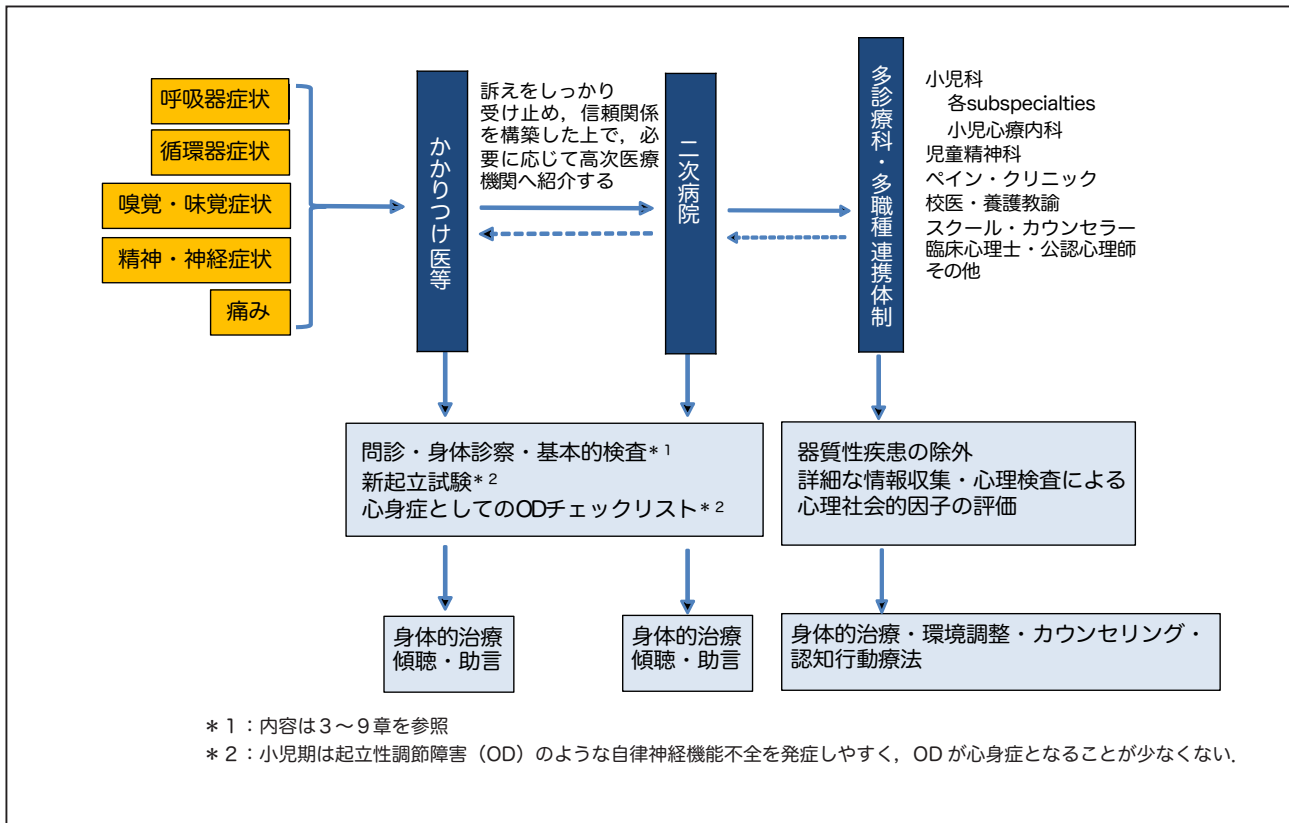 呼吸器症状
循環器症状
嗅覚・味覚症状
精神・神経症状
痛み
かかりつけ医等
訴えをしっかり
受け止め,信頼関係
を構築した上で,必
要に応じて高次医療
機関へ紹介する
二次病院
多診療科・多職種連携体制
小児科
各subspecialties
小児心療内科
児童精神科
ペイン・クリニック
校医・養護教諭
スクール・カウンセラー
臨床心理士・公認心理師
その他
問診・身体診察・基本的検査*1
新起立試験*2
心身症としてのODチェックリスト*2
器質性疾患の除外
詳細な情報収集・心理検査による
心理社会的因子の評価
身体的治療
傾聴・助言
身体的治療
傾聴・助言
身体的治療・環境調整・カウンセリング・
認知行動療法
*1:内容は3~9章を参照
*2:小児期は起立性調節障害(OD)のような自律神経機能不全を発症しやすく,ODが心身症となることが少なくない.